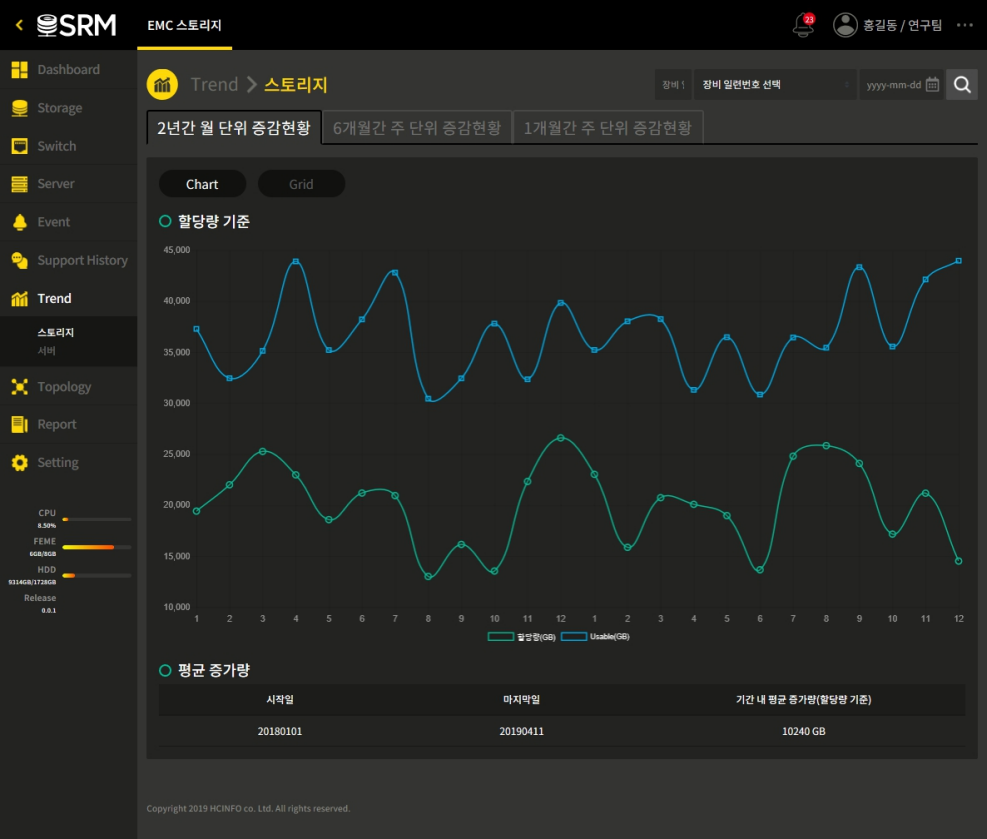 SRM
EMC 스토리지
23
홍길동 / 연구팀
Dashboard
Storage
Switch
Server
Event
Support History
Trend
스토리지
서버
Topology
Report
Setting
CPU
8.50%
FEME
6GB/8GB
HDD
9314GB/1728GB
Release
0.0.1
Trend > 스토리지
장비 장비 일련번호 선택 yyyy-mm-dd
2년간 월 단위 증감현황 6개월간 주 단위 증감현황 1개월간 주 단위 증감현황
Chart Grid
할당량 기준
45,000
40,000
35,000
30,000
25,000
20,000
15,000
10,000
1 2 3 4 5 6 7 8 9 10 11 12 1 2 3 4 5 6 7 8 9 10 11 12
할당량(GB) Usable(GB)
평균 증가량
시작일 마지막일 기간 내 평균 증가량(할당량 기준)
20180101 20190411 10240 GB
Copyright 2019 HCINFO co. Ltd. All rights reserved.